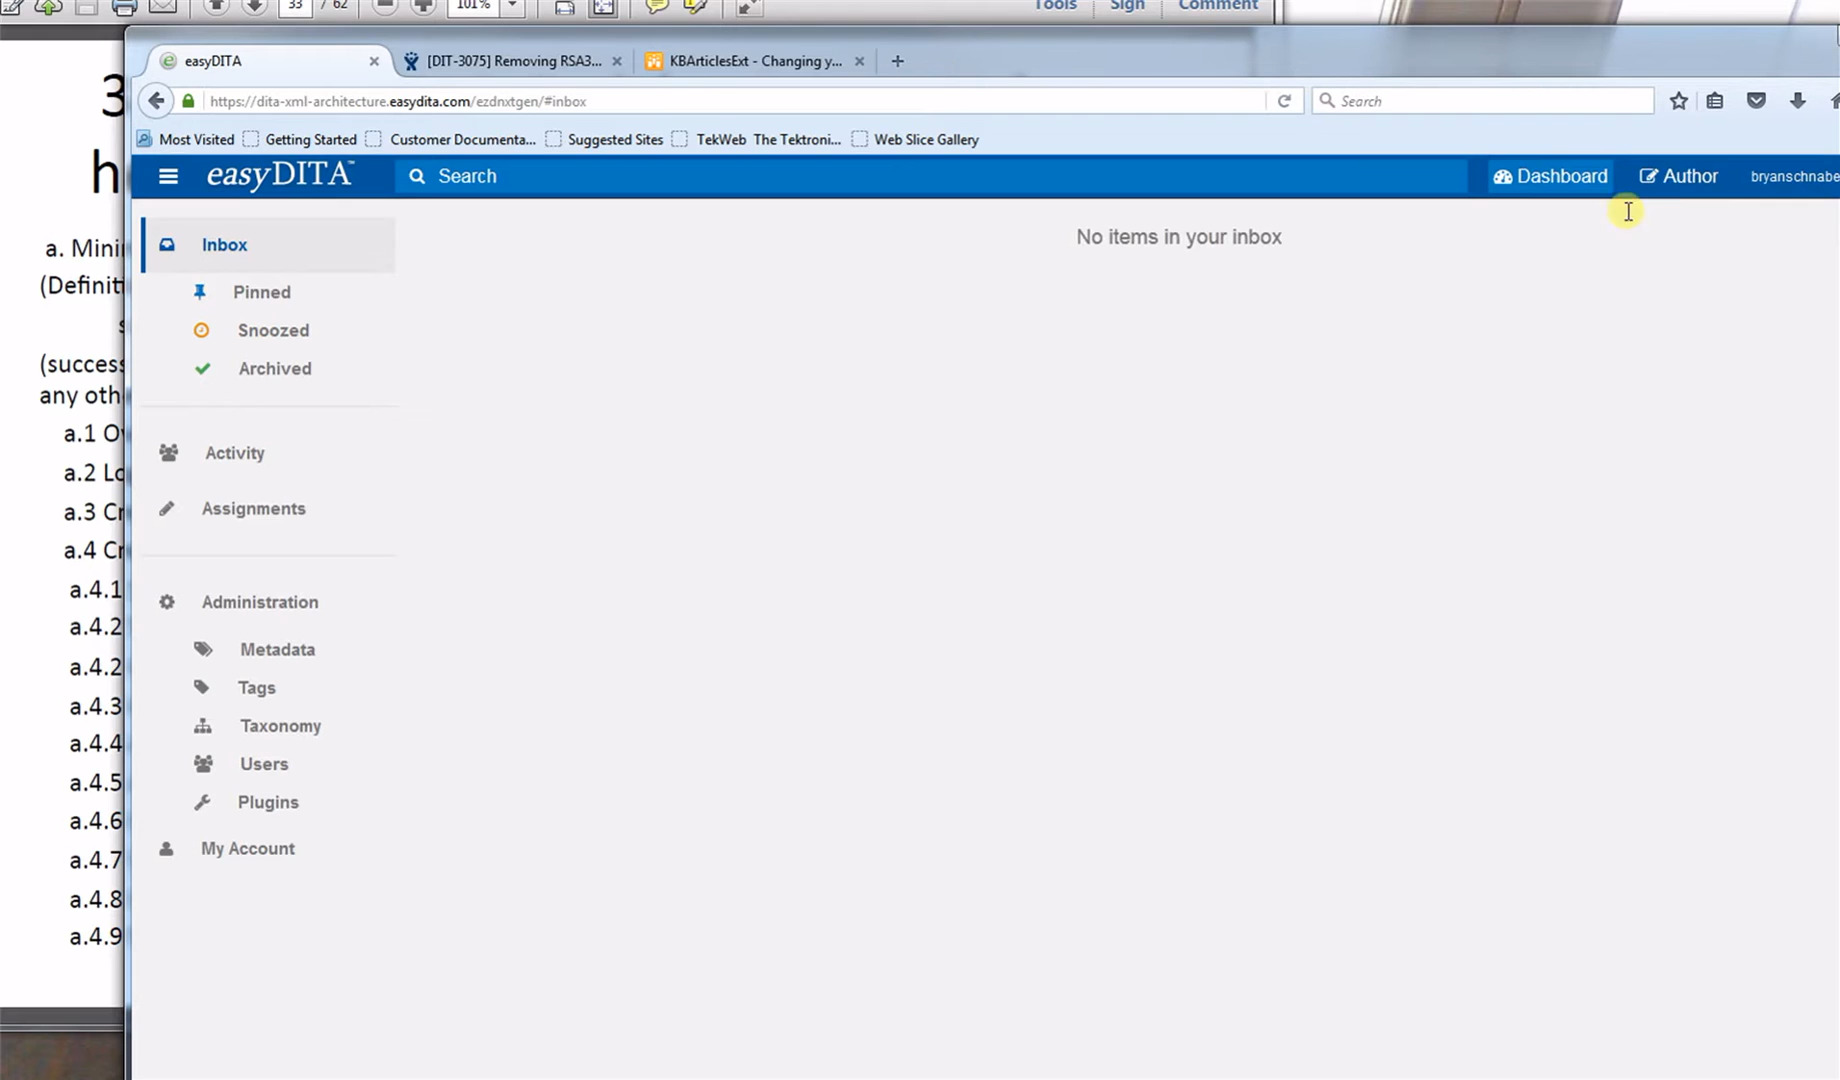 33 / 62
101%
Tools Sign Comment
easyDITA
[DIT-3075] Removing RSA3...
KBArticlesExt - Changing y...
https://dita-xml-architecture.easydita.com/ezdnxtgen/#inbox
Search
Most Visited Getting Started Customer Documenta... Suggested Sites TekWeb The Tektroni... Web Slice Gallery
easyDITA™
Search
Dashboard Author bryanschnabe
Inbox
Pinned
Snoozed
Archived
Activity
Assignments
Administration
Metadata
Tags
Taxonomy
Users
Plugins
My Account
No items in your inbox
3
h
a.
(success
any
a.1
a.2
a.3
a.4
a.4.1
a.4.2
a.4.2
a.4.3
a.4.4
a.4.5
a.4.6
a.4.7
a.4.8
a.4.9